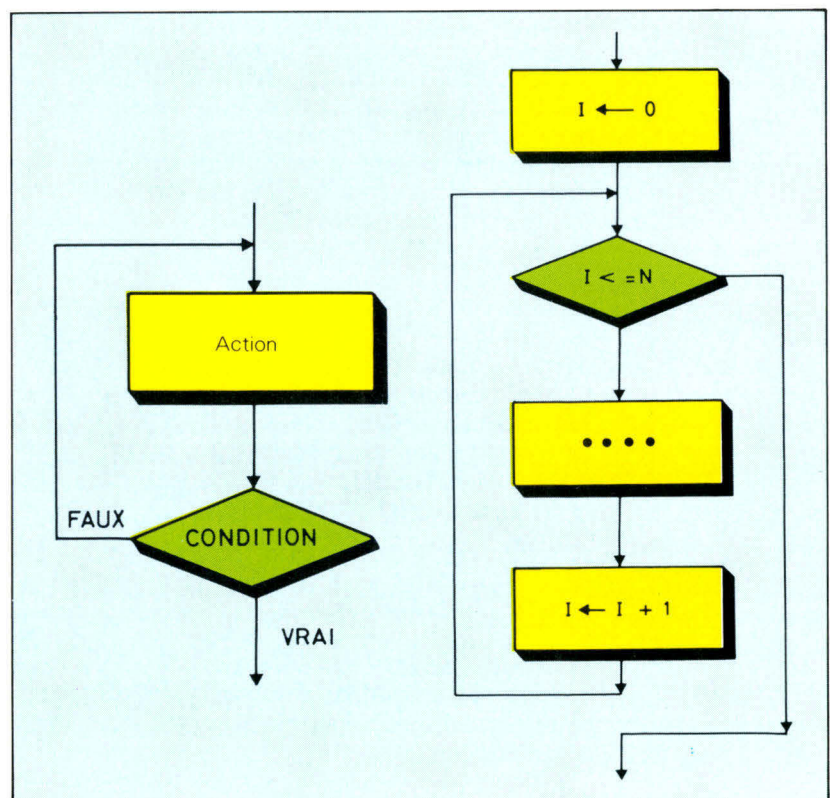 Action
FAUX
CONDITION
VRAI
I ← 0
I < =N
• • • •
I ← I + 1